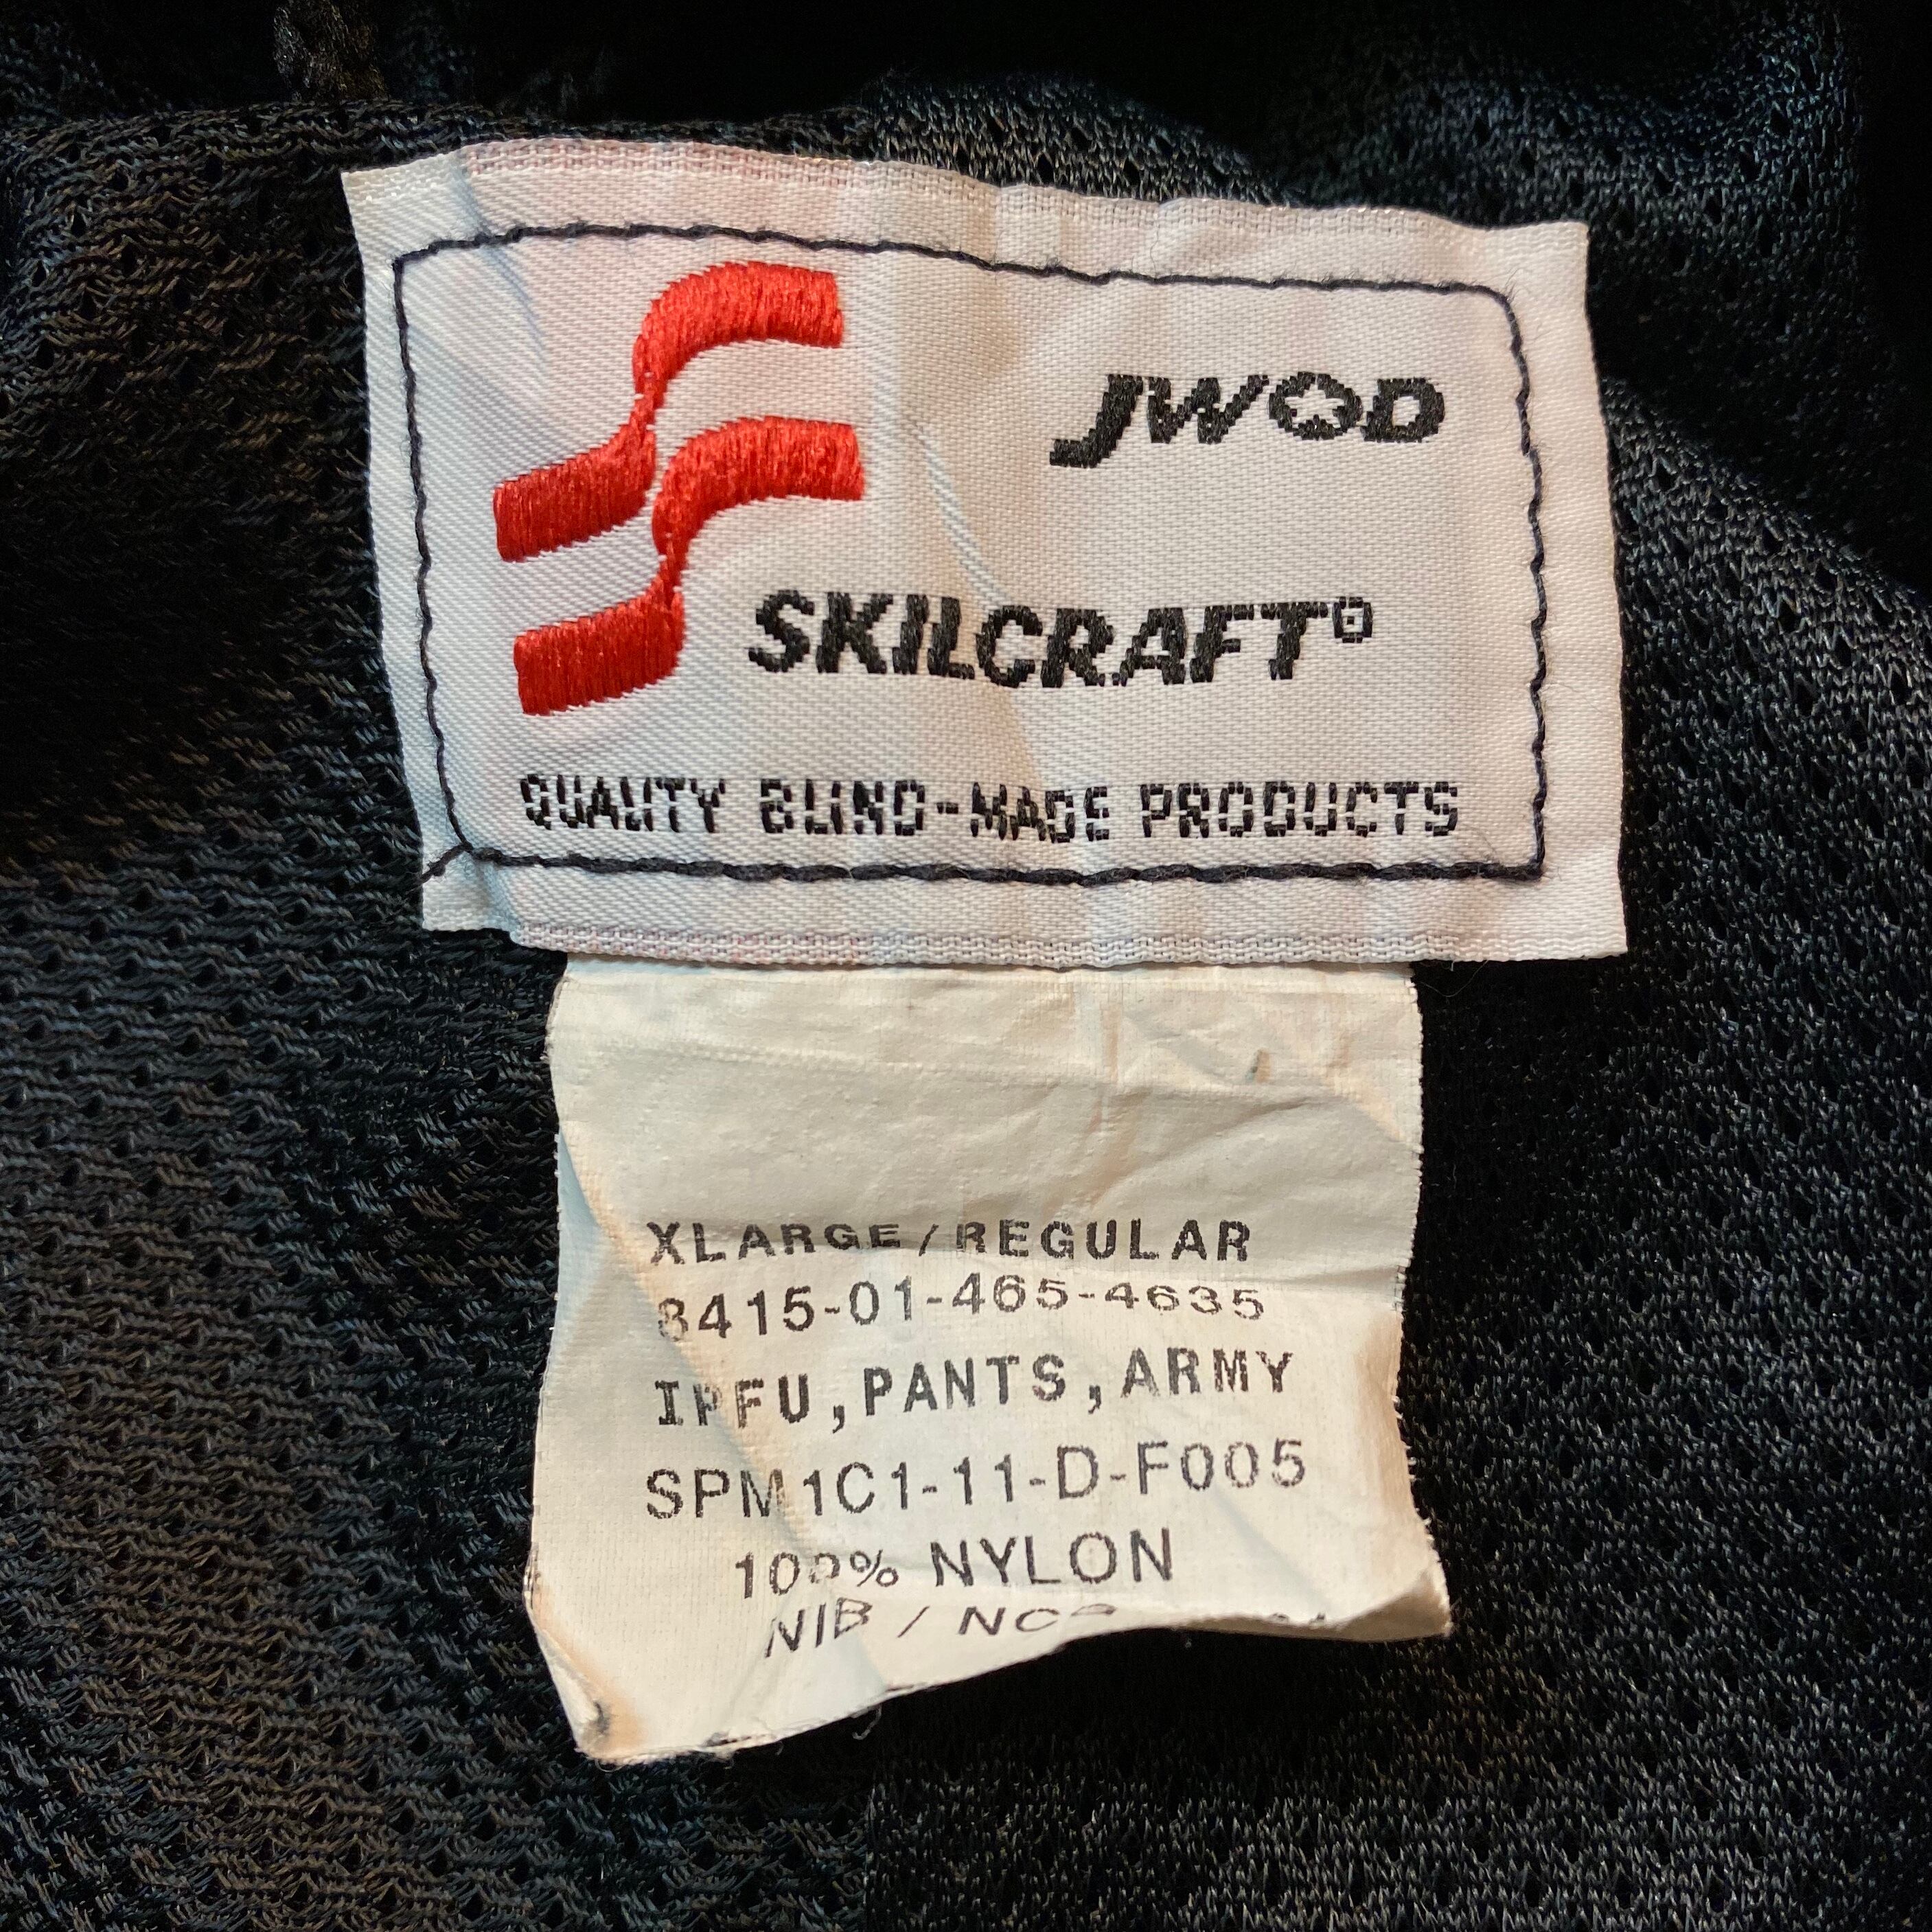 JWOD
SKILCRAFT®
QUALITY BLIND-MADE PRODUCTS
XLARGE/REGULAR
8415-01-465-4635
IPFU,PANTS,ARMY
SPM1C1-11-D-F005
100% NYLON
NIB /